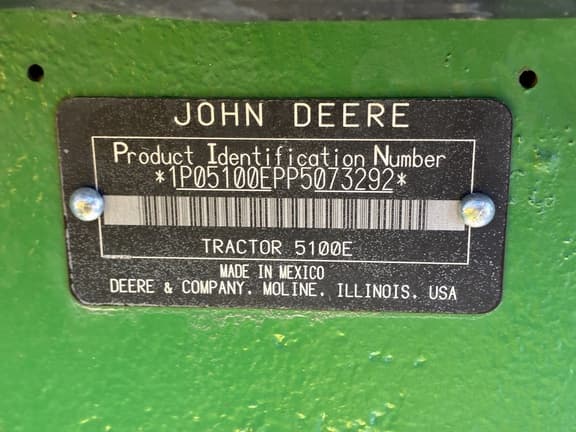 JOHN DEERE
Product Identification Number
*1P05100EPP5073292*
TRACTOR 5100E
MADE IN MEXICO
DEERE & COMPANY. MOLINE. ILLINOIS. USA